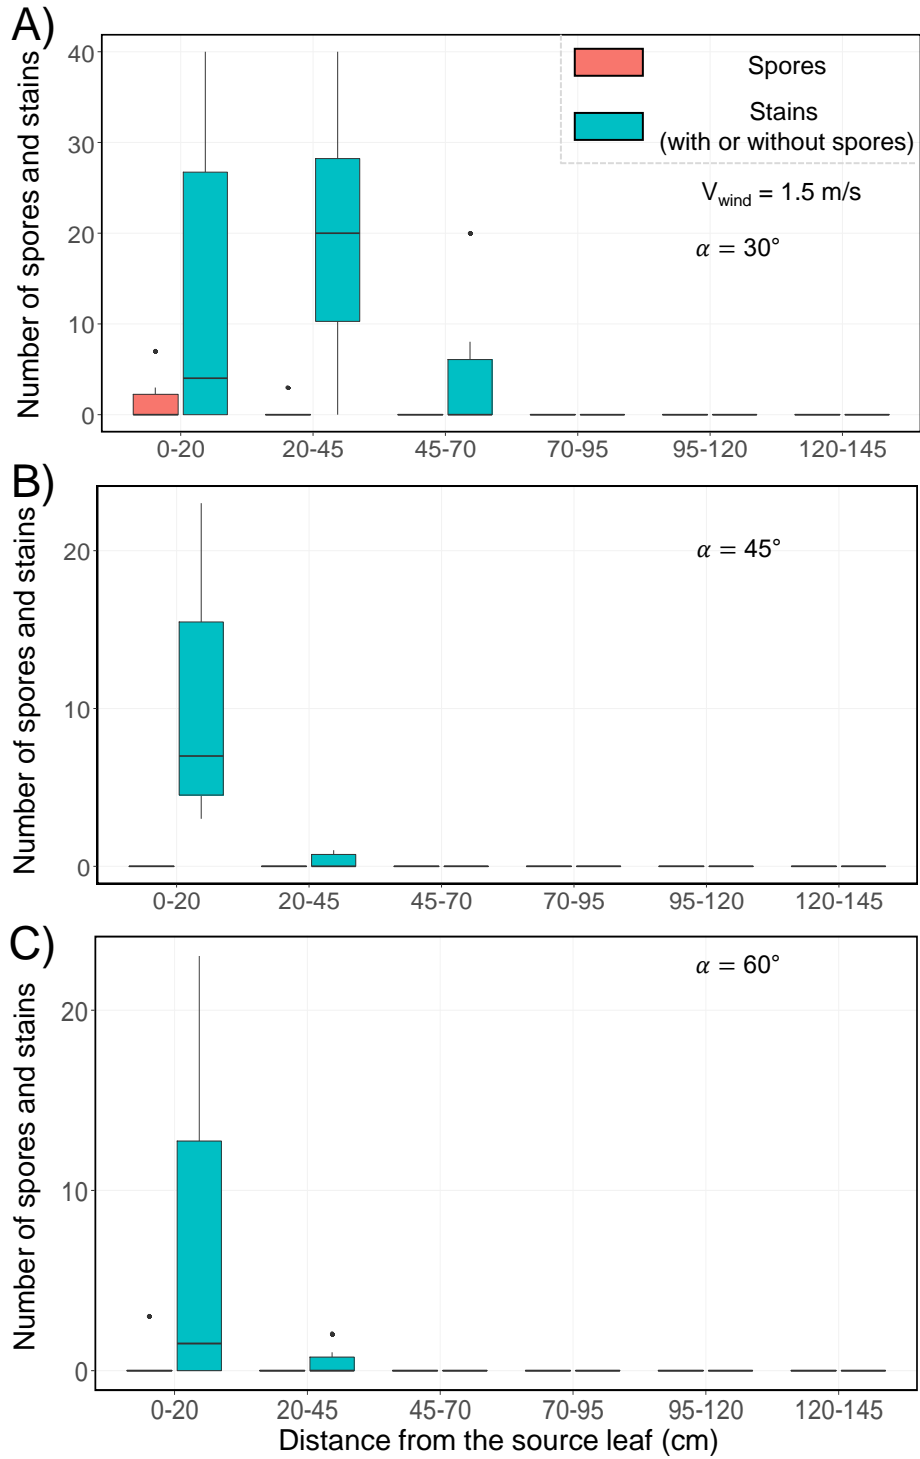 A)
Number of spores and stains
40
30
20
10
0
Spores
Stains
(with or without spores)
Vwind = 1.5 m/s
α = 30°
0-20 20-45 45-70 70-95 95-120 120-145
B)
Number of spores and stains
20
10
0
α = 45°
0-20 20-45 45-70 70-95 95-120 120-145
C)
Number of spores and stains
20
10
0
α = 60°
0-20 20-45 45-70 70-95 95-120 120-145
Distance from the source leaf (cm)